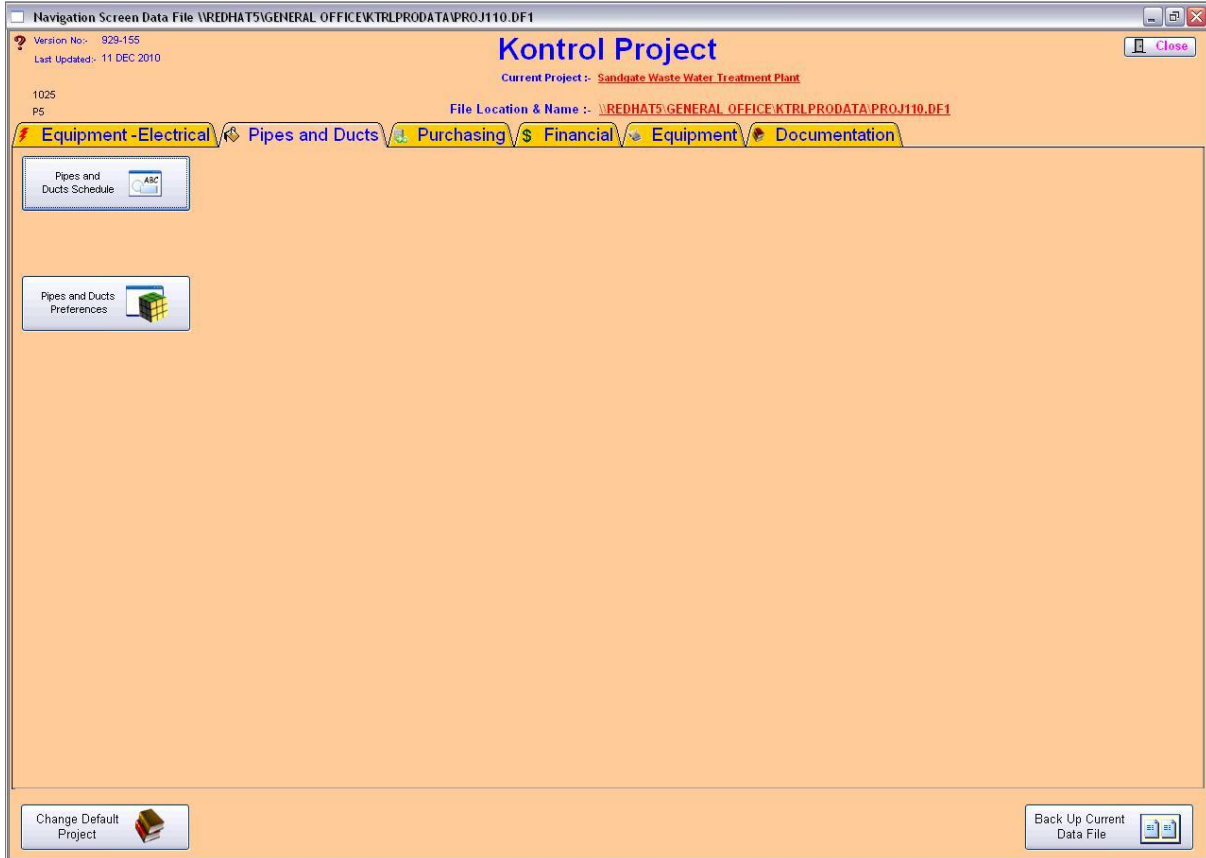 Navigation Screen Data File \\REDHAT5\GENERAL OFFICE\KTRLPRODATA\PROJ110.DF1
? Version No:- 929-155
Last Updated:- 11 DEC 2010
Kontrol Project
Close
Current Project :- Sandgate Waste Water Treatment Plant
1025
P5
File Location & Name :- \\REDHAT5\GENERAL OFFICE\KTRLPRODATA\PROJ110.DF1
Equipment -Electrical Pipes and Ducts Purchasing $ Financial Equipment Documentation
Pipes and
Ducts Schedule
ABC
Pipes and Ducts
Preferences
Change Default
Project
Back Up Current
Data File